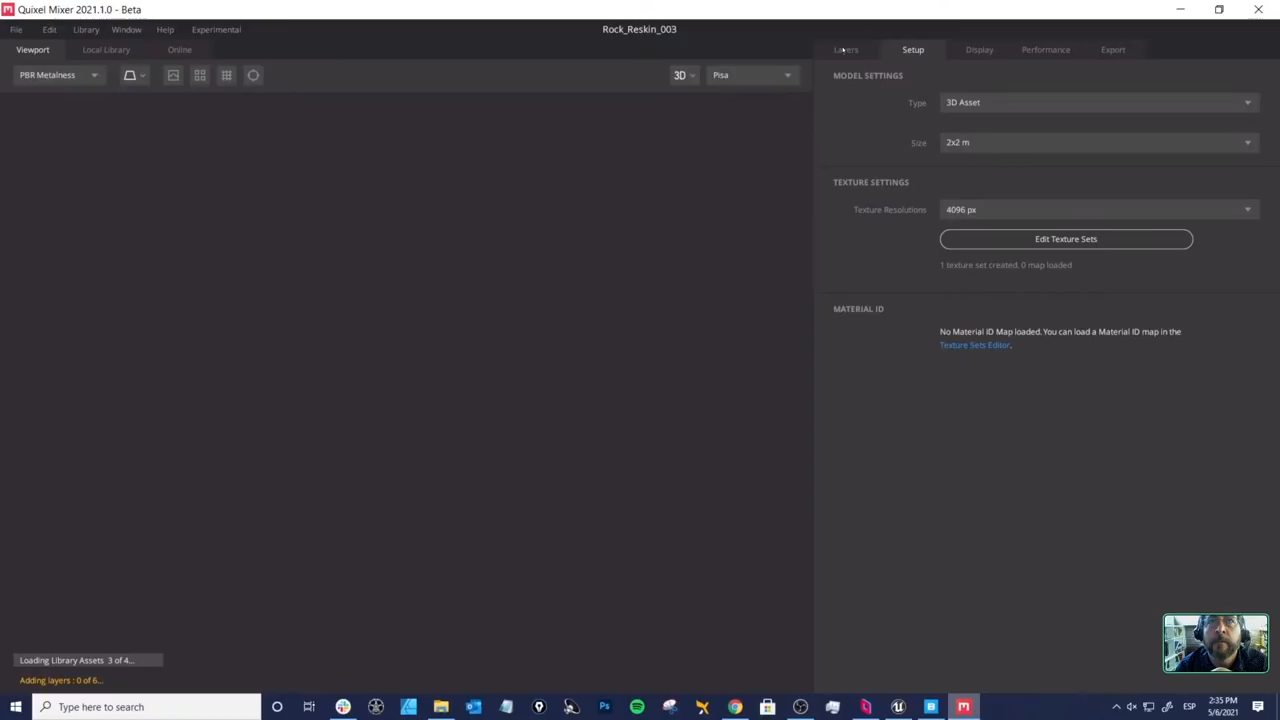 Quixel Mixer 2021.1.0 - Beta
File Edit Library Window Help Experimental
Rock_Reskin_003
Viewport Local Library Online
Layers Setup Display Performance Export
PBR Metalness
3D Pisa
MODEL SETTINGS
Type 3D Asset
Size 2x2 m
TEXTURE SETTINGS
Texture Resolutions 4096 px
Edit Texture Sets
1 texture set created, 0 map loaded
MATERIAL ID
No Material ID Map loaded. You can load a Material ID map in the
Texture Sets Editor.
Loading Library Assets 3 of 4...
Adding layers : 0 of 6...
Type here to search
ESP
2:35 PM
5/6/2021